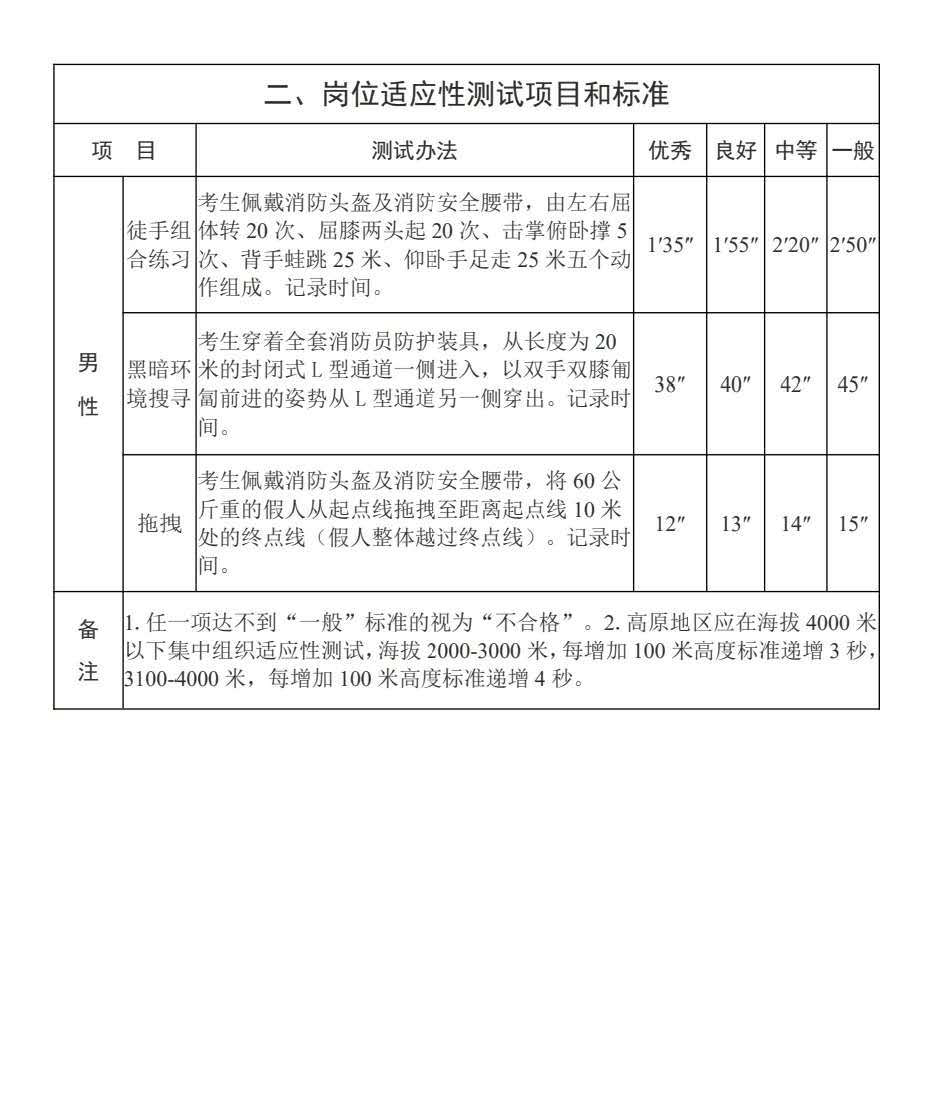 二、岗位适应性测试项目和标准
项 目 测试办法 优秀 良好 中等 一般
男
性
徒手组
合练习
考生佩戴消防头盔及消防安全腰带，由左右屈
体转 20 次、屈膝两头起 20 次、击掌俯卧撑 5
次、背手蛙跳 25 米、仰卧手足走 25 米五个动
作组成。记录时间。
1′35″ 1′55″ 2′20″ 2′50″
黑暗环
境搜寻
考生穿着全套消防员防护装具，从长度为 20
米的封闭式 L 型通道一侧进入，以双手双膝匍
匐前进的姿势从 L 型通道另一侧穿出。记录时
间。
38″ 40″ 42″ 45″
拖拽
考生佩戴消防头盔及消防安全腰带，将 60 公
斤重的假人从起点线拖拽至距离起点线 10 米
处的终点线（假人整体越过终点线）。记录时
间。
12″ 13″ 14″ 15″
备
注
1. 任一项达不到“一般”标准的视为“不合格”。2. 高原地区应在海拔 4000 米
以下集中组织适应性测试，海拔 2000-3000 米，每增加 100 米高度标准递增 3 秒，
3100-4000 米，每增加 100 米高度标准递增 4 秒。